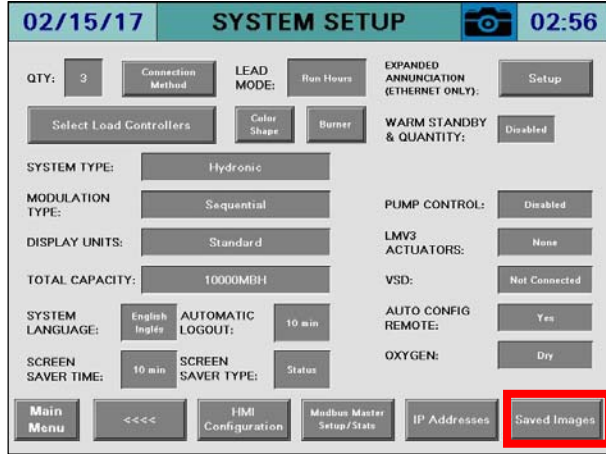 02/15/17 SYSTEM SETUP 02:56
QTY: 3 Connection Method LEAD MODE: Run Hours EXPANDED ANNUNCIATION (ETHERNET ONLY): Setup
Select Load Controllers Color Shape Burner WARM STANDBY & QUANTITY: Disabled
SYSTEM TYPE: Hydronic
MODULATION TYPE: Sequential PUMP CONTROL: Disabled
DISPLAY UNITS: Standard LMV3 ACTUATORS: None
TOTAL CAPACITY: 10000MBH VSD: Not Connected
SYSTEM LANGUAGE: English Inglés AUTOMATIC LOGOUT: 10 min AUTO CONFIG REMOTE: Yes
SCREEN SAVER TIME: 10 min SCREEN SAVER TYPE: Status OXYGEN: Dry
Main Menu <<<< HMI Configuration Modbus Master Setup/Stats IP Addresses Saved Images